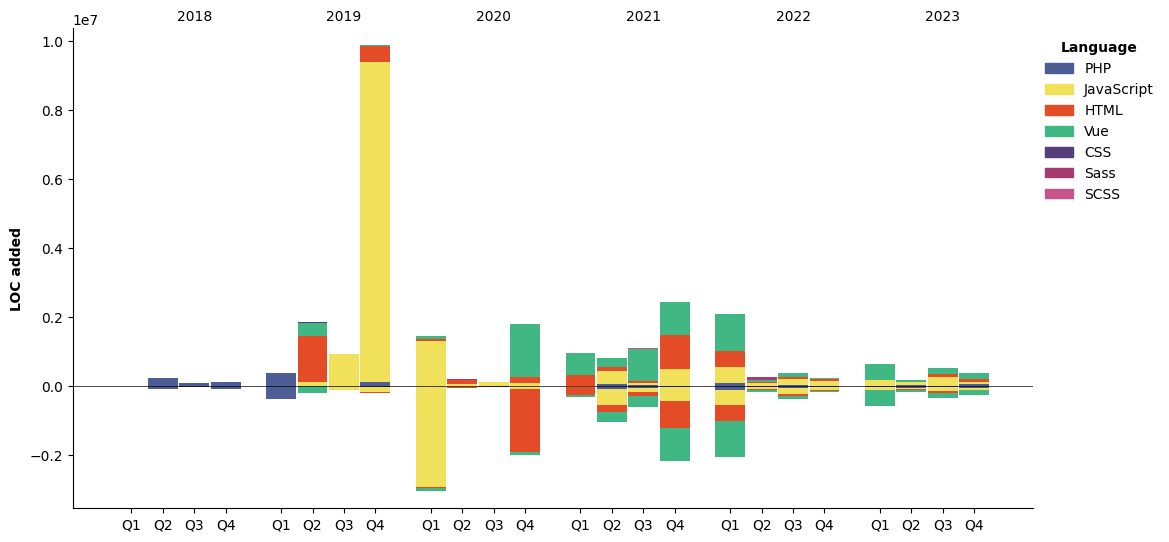 1e7
2018 2019 2020 2021 2022 2023
1.0
0.8
0.6
0.4
0.2
0.0
−0.2
LOC added
Q1 Q2 Q3 Q4 Q1 Q2 Q3 Q4 Q1 Q2 Q3 Q4 Q1 Q2 Q3 Q4 Q1 Q2 Q3 Q4 Q1 Q2 Q3 Q4
Language
PHP
JavaScript
HTML
Vue
CSS
Sass
SCSS